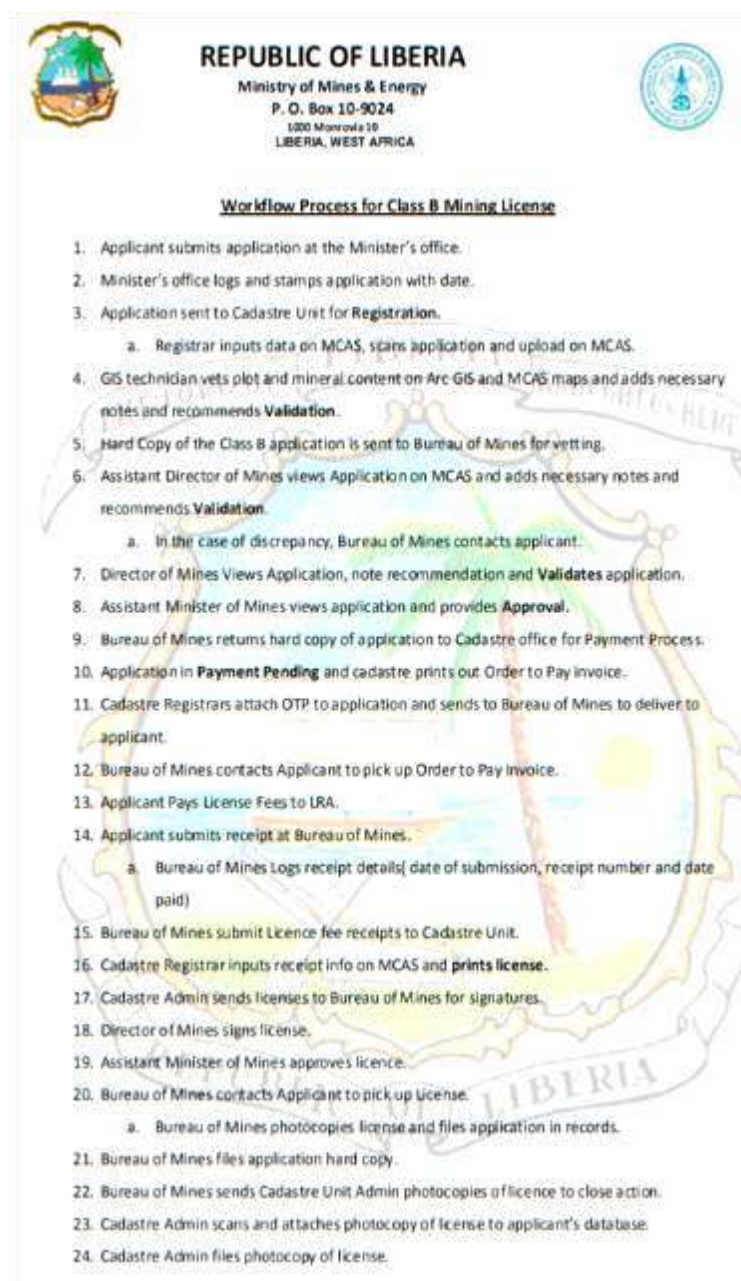 REPUBLIC OF LIBERIA
Ministry of Mines & Energy
P. O. Box 10-9024
1000 Monrovia 10
LIBERIA, WEST AFRICA
Workflow Process for Class B Mining License
1. Applicant submits application at the Minister's office.
2. Minister's office logs and stamps application with date.
3. Application sent to Cadastre Unit for Registration.
a. Registrar inputs data on MCAS, scans application and upload on MCAS.
4. GIS technician vets plot and mineral content on Arc GIS and MCAS maps and adds necessary
notes and recommends Validation.
5. Hard Copy of the Class B application is sent to Bureau of Mines for vetting.
6. Assistant Director of Mines views Application on MCAS and adds necessary notes and
recommends Validation.
a. In the case of discrepancy, Bureau of Mines contacts applicant.
7. Director of Mines Views Application, note recommendation and Validates application.
8. Assistant Minister of Mines views application and provides Approval.
9. Bureau of Mines returns hard copy of application to Cadastre office for Payment Process.
10. Application in Payment Pending and cadastre prints out Order to Pay invoice.
11. Cadastre Registrars attach OTP to application and sends to Bureau of Mines to deliver to
applicant.
12. Bureau of Mines contacts Applicant to pick up Order to Pay Invoice.
13. Applicant Pays License Fees to LRA.
14. Applicant submits receipt at Bureau of Mines.
a. Bureau of Mines Logs receipt details( date of submission, receipt number and date
paid)
15. Bureau of Mines submit Licence fee receipts to Cadastre Unit.
16. Cadastre Registrar inputs receipt info on MCAS and prints license.
17. Cadastre Admin sends licenses to Bureau of Mines for signatures.
18. Director of Mines signs license.
19. Assistant Minister of Mines approves licence.
20. Bureau of Mines contacts Applicant to pick up License.
a. Bureau of Mines photocopies license and files application in records.
21. Bureau of Mines files application hard copy.
22. Bureau of Mines sends Cadastre Unit Admin photocopies of licence to close action.
23. Cadastre Admin scans and attaches photocopy of license to applicant's database.
24. Cadastre Admin files photocopy of license.
OF LIBERIA